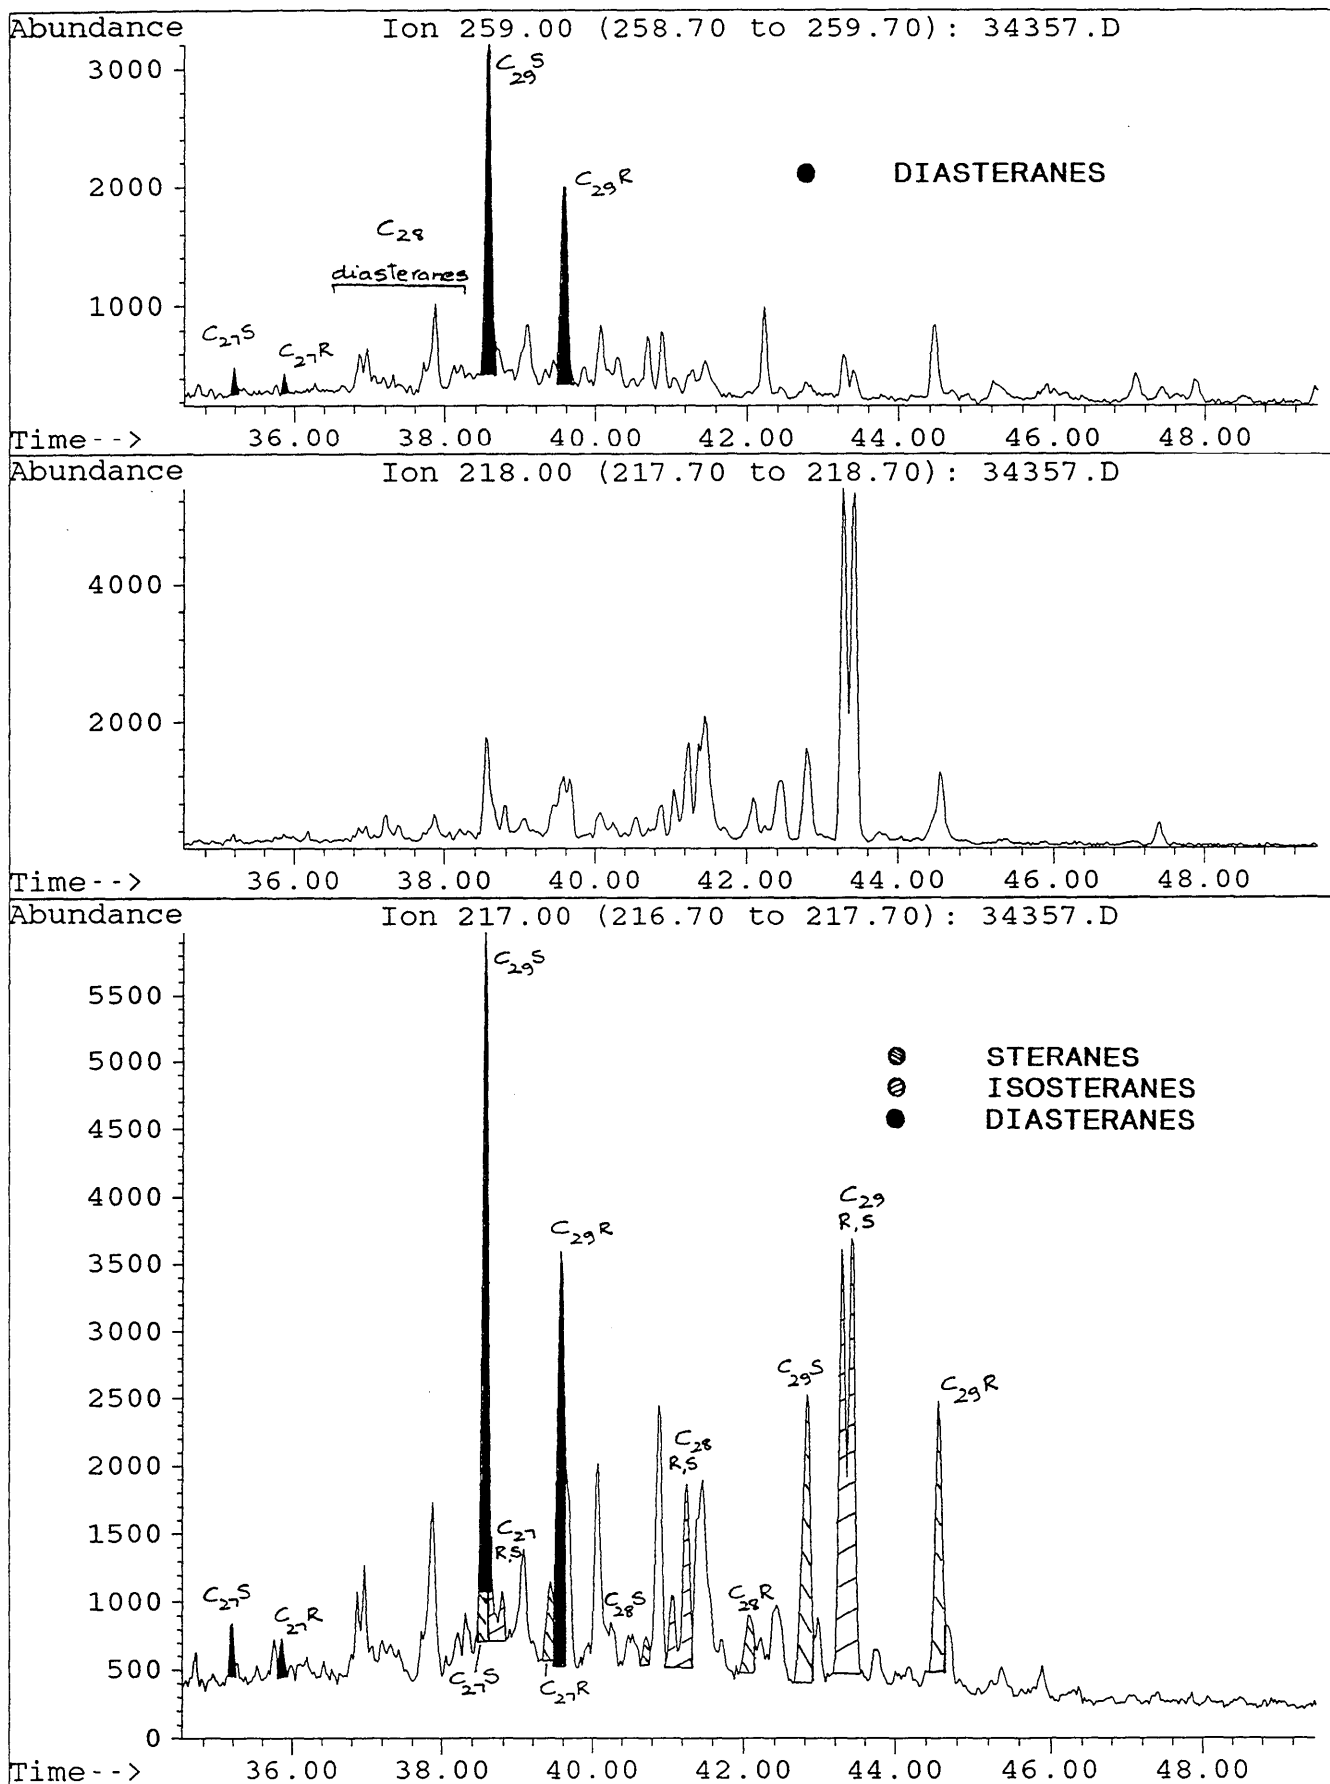 Abundance Ion 259.00 (258.70 to 259.70): 34357.D
3000
C29S
● DIASTERANES
2000
C29R
C28
diasteranes
1000
C27S
C27R
Time--> 36.00 38.00 40.00 42.00 44.00 46.00 48.00
Abundance Ion 218.00 (217.70 to 218.70): 34357.D
4000
2000
Time--> 36.00 38.00 40.00 42.00 44.00 46.00 48.00
Abundance Ion 217.00 (216.70 to 217.70): 34357.D
C29S
5500
STERANES
5000
ISOSTERANES
DIASTERANES
4500
4000
C29
R,S
C29R
3500
3000
C29S
C29R
2500
C28
R,S
2000
C27
R,S
1500
C27S
C27R
C28S
C28R
1000
500
C27S
C27R
0
Time--> 36.00 38.00 40.00 42.00 44.00 46.00 48.00